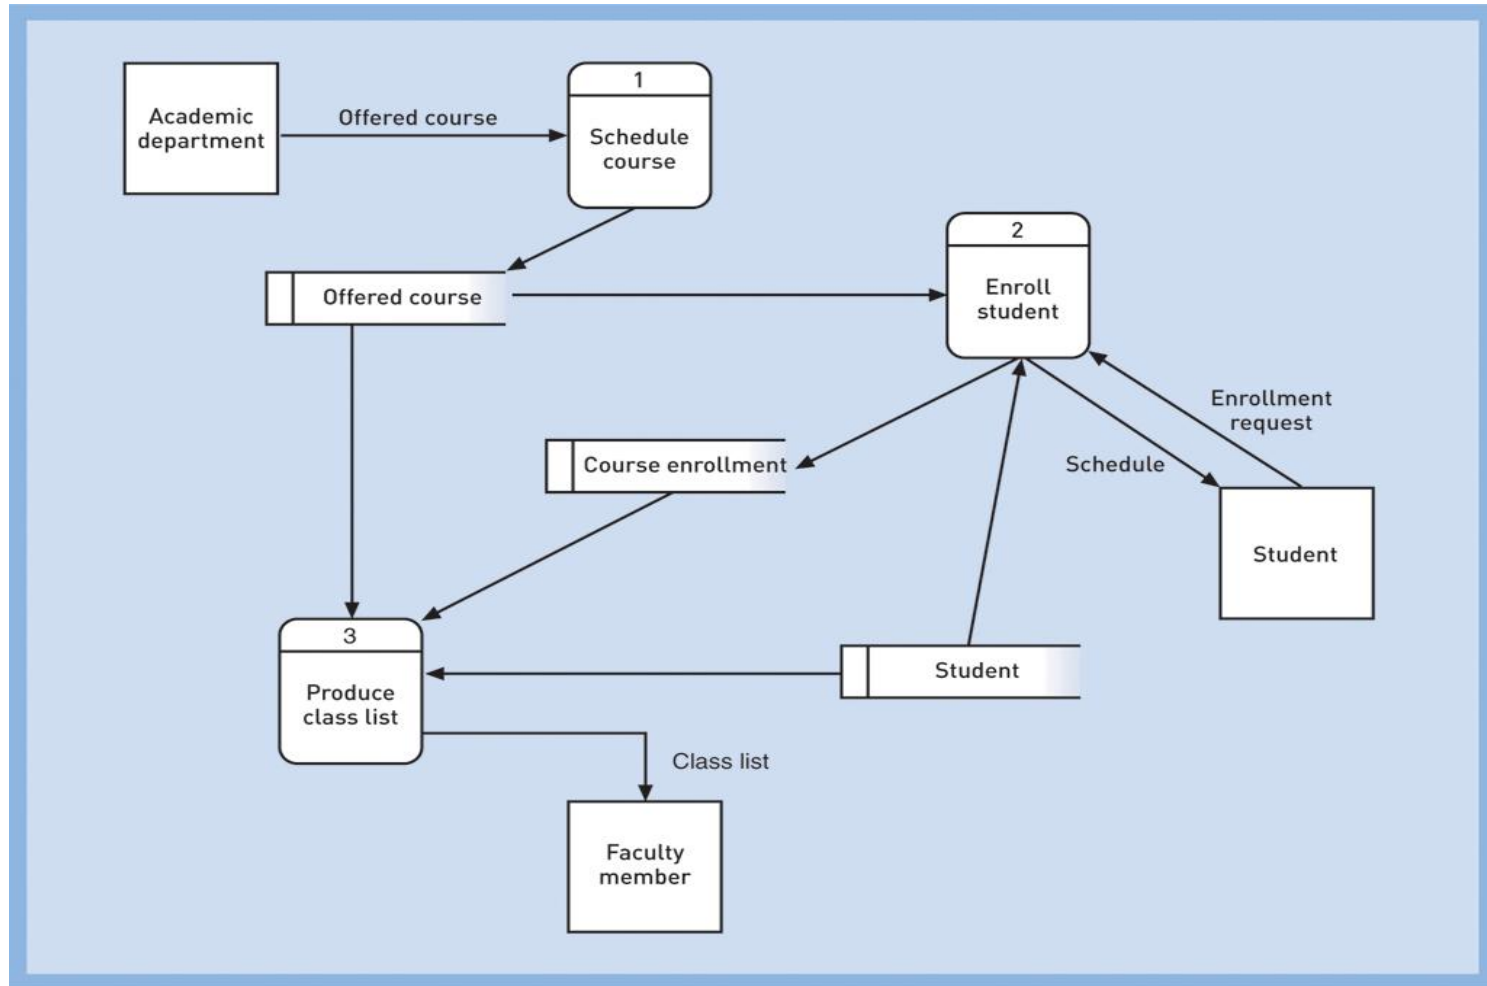 1
Academic
department
Offered course
Schedule
course
2
Offered course
Enroll
student
Enrollment
request
Course enrollment
Schedule
Student
3
Produce
class list
Student
Class list
Faculty
member